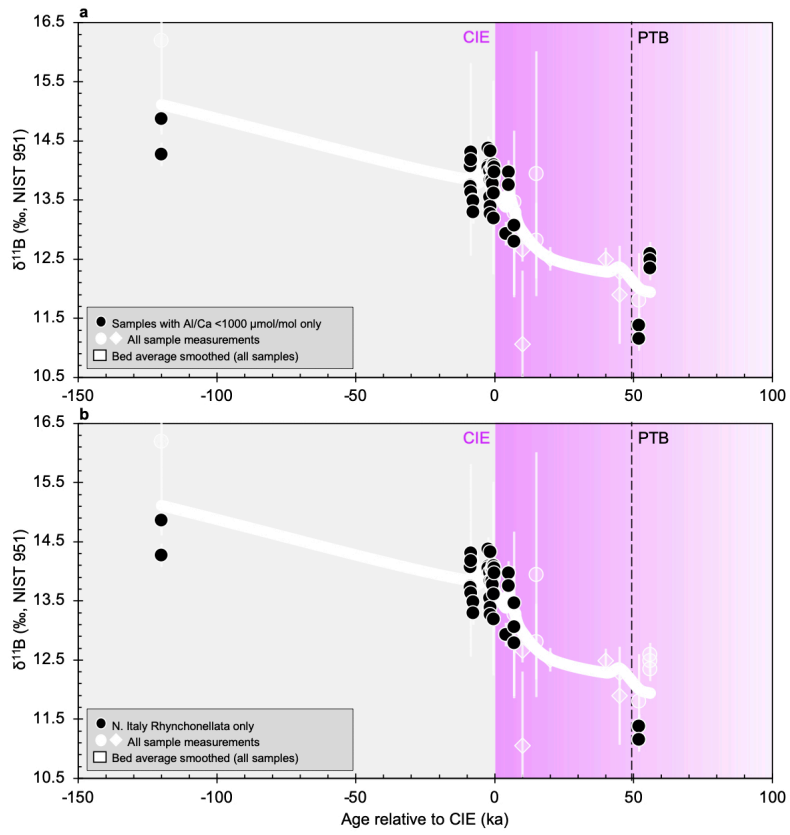 a
16.5
CIE
PTB
15.5
14.5
13.5
12.5
11.5
10.5
δ¹¹B (‰, NIST 951)
Samples with Al/Ca <1000 μmol/mol only
All sample measurements
Bed average smoothed (all samples)
-150
-100
-50
0
50
100
b
16.5
CIE
PTB
15.5
14.5
13.5
12.5
11.5
10.5
δ¹¹B (‰, NIST 951)
N. Italy Rhynchonellata only
All sample measurements
Bed average smoothed (all samples)
-150
-100
-50
0
50
100
Age relative to CIE (ka)